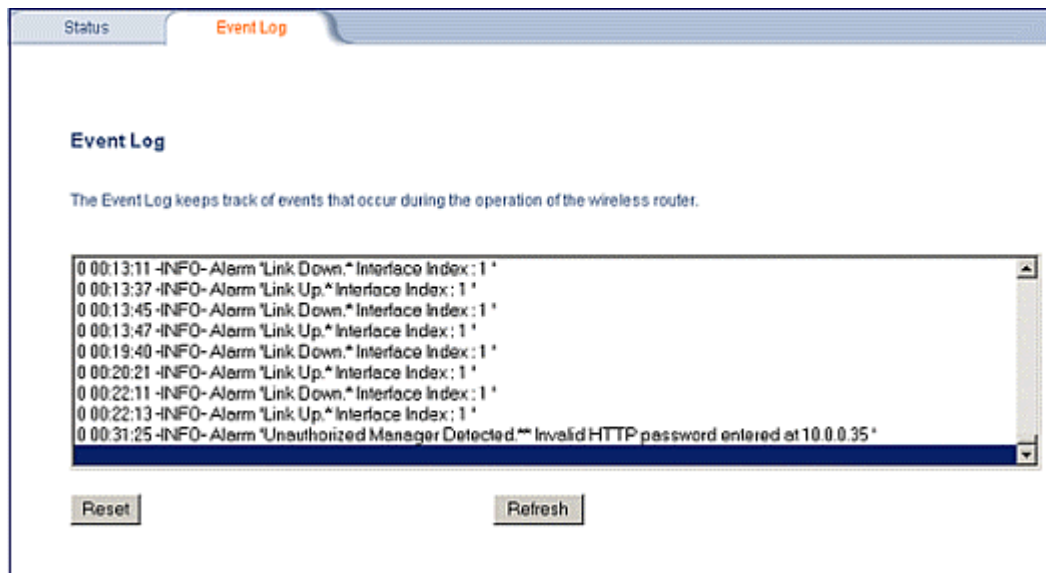 Status Event Log
Event Log
The Event Log keeps track of events that occur during the operation of the wireless router.
0 00:13:11 -INFO- Alarm "Link Down.* Interface Index : 1 "
0 00:13:37 -INFO- Alarm "Link Up.* Interface Index : 1 "
0 00:13:45 -INFO- Alarm "Link Down.* Interface Index : 1 "
0 00:13:47 -INFO- Alarm "Link Up.* Interface Index : 1 "
0 00:19:40 -INFO- Alarm "Link Down.* Interface Index : 1 "
0 00:20:21 -INFO- Alarm "Link Up.* Interface Index : 1 "
0 00:22:11 -INFO- Alarm "Link Down.* Interface Index : 1 "
0 00:22:13 -INFO- Alarm "Link Up.* Interface Index : 1 "
0 00:31:25 -INFO- Alarm "Unauthorized Manager Detected.** Invalid HTTP password entered at 10.0.0.35 "
Reset Refresh